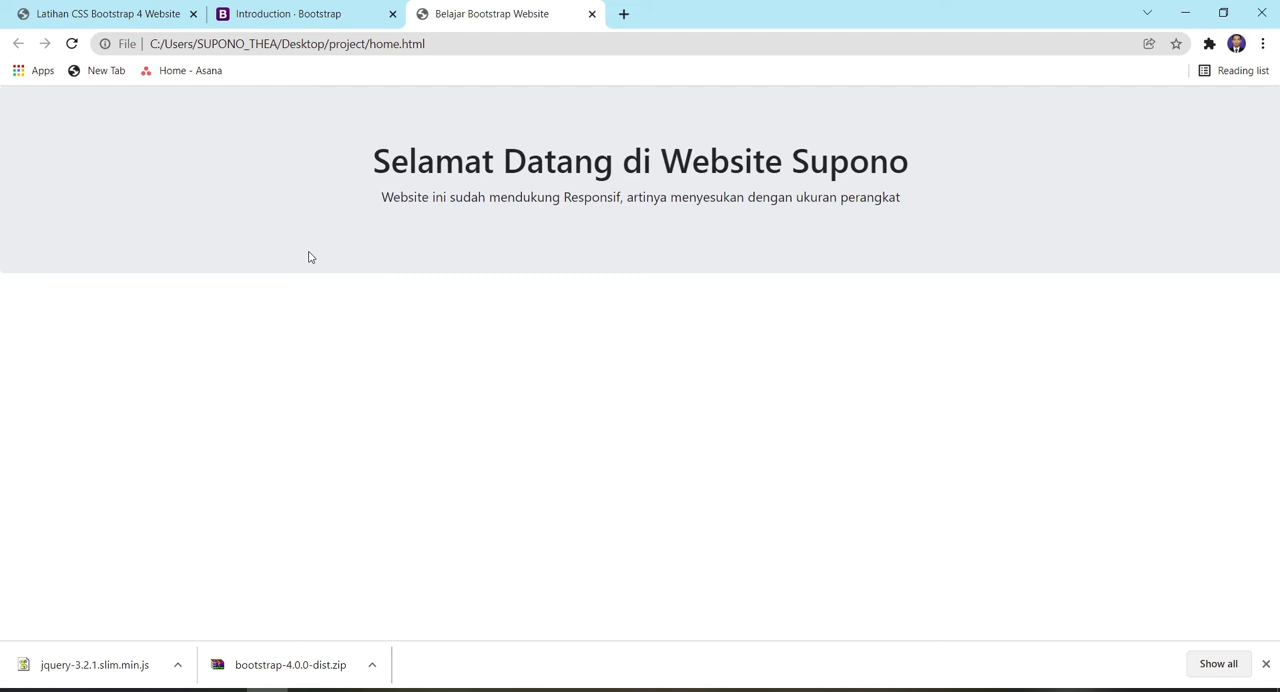 Latihan CSS Bootstrap 4 Website
Introduction · Bootstrap
Belajar Bootstrap Website
File
C:/Users/SUPONO_THEA/Desktop/project/home.html
Apps
New Tab
Home - Asana
Reading list
Selamat Datang di Website Supono
Website ini sudah mendukung Responsif, artinya menyesukan dengan ukuran perangkat
jquery-3.2.1.slim.min.js
bootstrap-4.0.0-dist.zip
Show all